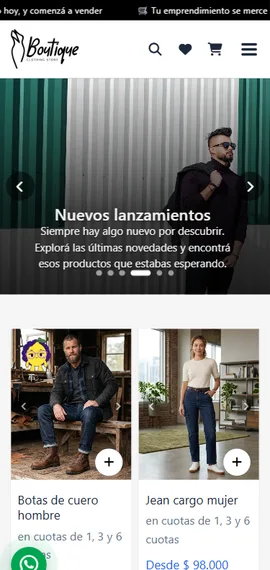 hoy, y comenzá a vender
Tu emprendimiento se merece
Boutique
CLOTHING STORE
Nuevos lanzamientos
Siempre hay algo nuevo por descubrir.
Explorá las últimas novedades y encontrá
esos productos que estabas esperando.
Botas de cuero
hombre
en cuotas de 1, 3 y 6
Jean cargo mujer
en cuotas de 1, 3 y 6
cuotas
Desde $ 98.000